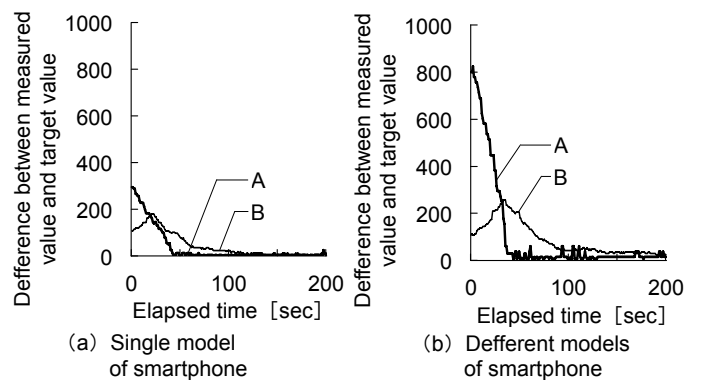 Defference between measured
value and target value
1000
800
600
400
200
0
A
B
0
100
200
Elapsed time [sec]
(a) Single model
of smartphone
Defference between measured
value and target value
1000
800
600
400
200
0
A
B
0
100
200
Elapsed time [sec]
(b) Defferent models
of smartphone